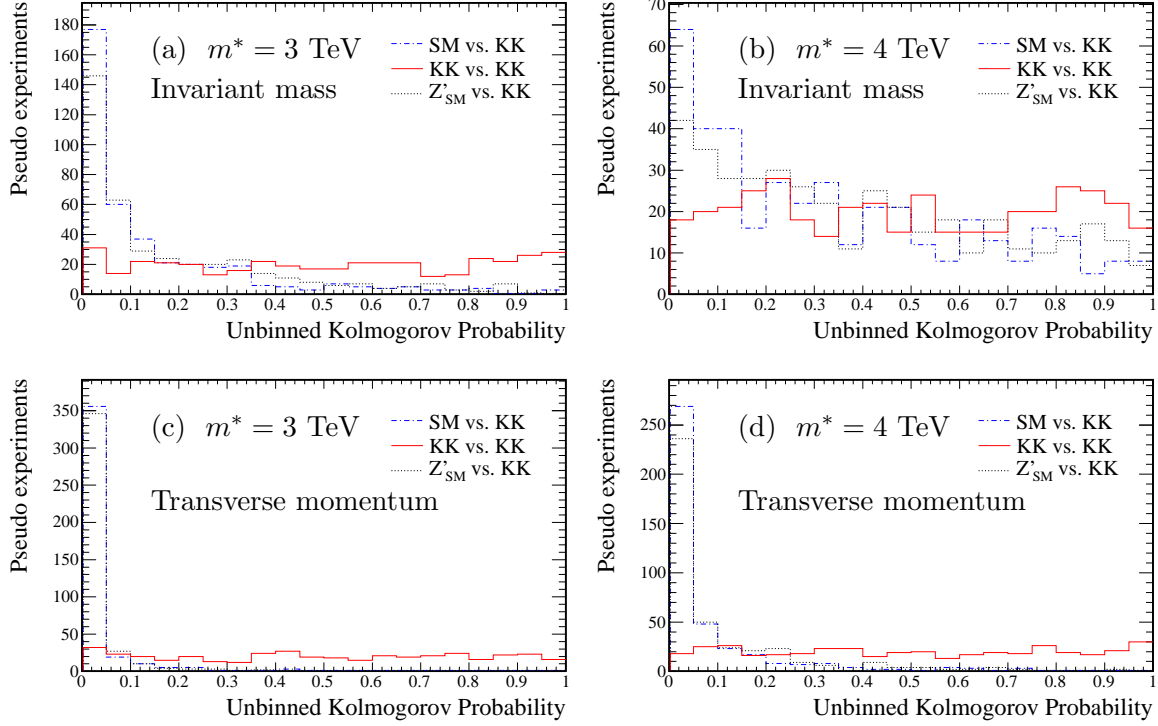 Pseudo experiments
180
160
140
120
100
80
60
40
20
0
(a) m* = 3 TeV
Invariant mass
SM vs. KK
KK vs. KK
Z'SM vs. KK
0 0.1 0.2 0.3 0.4 0.5 0.6 0.7 0.8 0.9 1
Unbinned Kolmogorov Probability
Pseudo experiments
70
60
50
40
30
20
10
0
(b) m* = 4 TeV
Invariant mass
SM vs. KK
KK vs. KK
Z'SM vs. KK
0 0.1 0.2 0.3 0.4 0.5 0.6 0.7 0.8 0.9 1
Unbinned Kolmogorov Probability
Pseudo experiments
350
300
250
200
150
100
50
0
(c) m* = 3 TeV
Transverse momentum
SM vs. KK
KK vs. KK
Z'SM vs. KK
0 0.1 0.2 0.3 0.4 0.5 0.6 0.7 0.8 0.9 1
Unbinned Kolmogorov Probability
Pseudo experiments
250
200
150
100
50
0
(d) m* = 4 TeV
Transverse momentum
SM vs. KK
KK vs. KK
Z'SM vs. KK
0 0.1 0.2 0.3 0.4 0.5 0.6 0.7 0.8 0.9 1
Unbinned Kolmogorov Probability